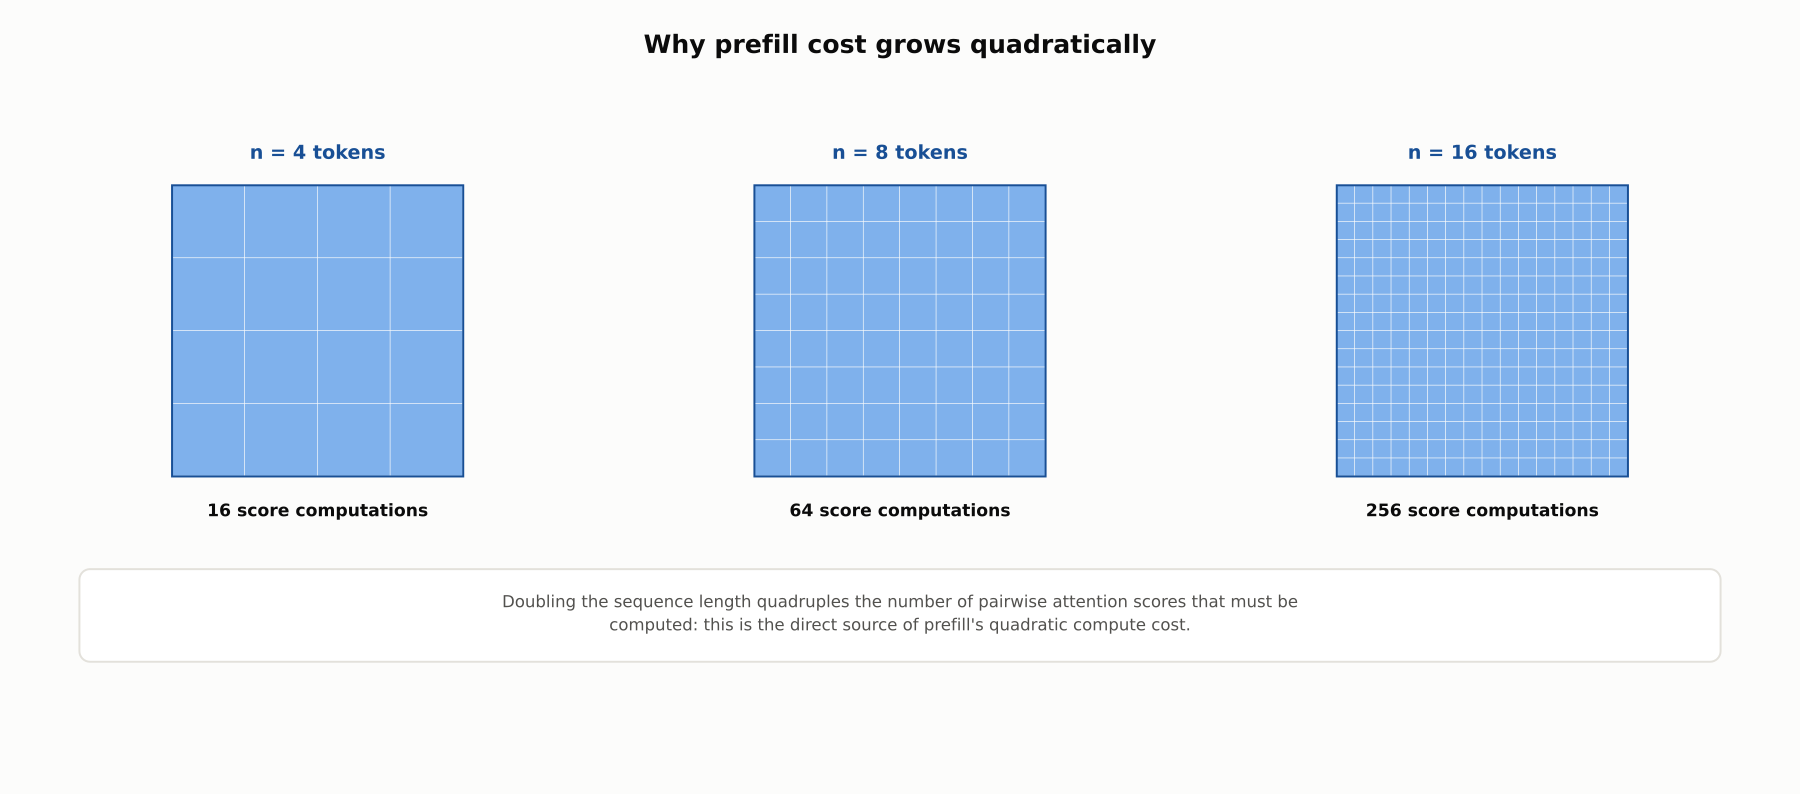 Why prefill cost grows quadratically
n = 4 tokens
n = 8 tokens
n = 16 tokens
16 score computations
64 score computations
256 score computations
Doubling the sequence length quadruples the number of pairwise attention scores that must be
computed: this is the direct source of prefill's quadratic compute cost.